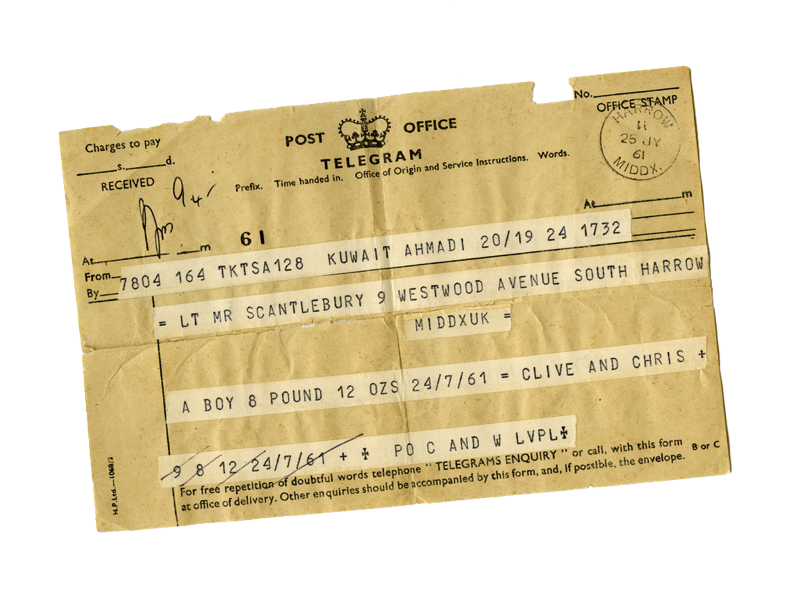 Charges to pay
s. d.
RECEIVED
POST OFFICE
TELEGRAM
Prefix. Time handed in. Office of Origin and Service Instructions. Words.
No.
OFFICE STAMP
HARROW
11
25 JY
61
MIDDX.
At m
At m
From
By
61
7804 164 TKTSA128 KUWAIT AHMADI 20/19 24 1732
= LT MR SCANTLEBURY 9 WESTWOOD AVENUE SOUTH HARROW
MIDDXUK =
A BOY 8 POUND 12 OZS 24/7/61 = CLIVE AND CHRIS +
9 8 12 24/7/61 + ✠ PO C AND W LVPL✠
For free repetition of doubtful words telephone " TELEGRAMS ENQUIRY " or call, with this form
at office of delivery. Other enquiries should be accompanied by this form, and, if possible, the envelope.
B or C
H.P.Ltd.—1068/2